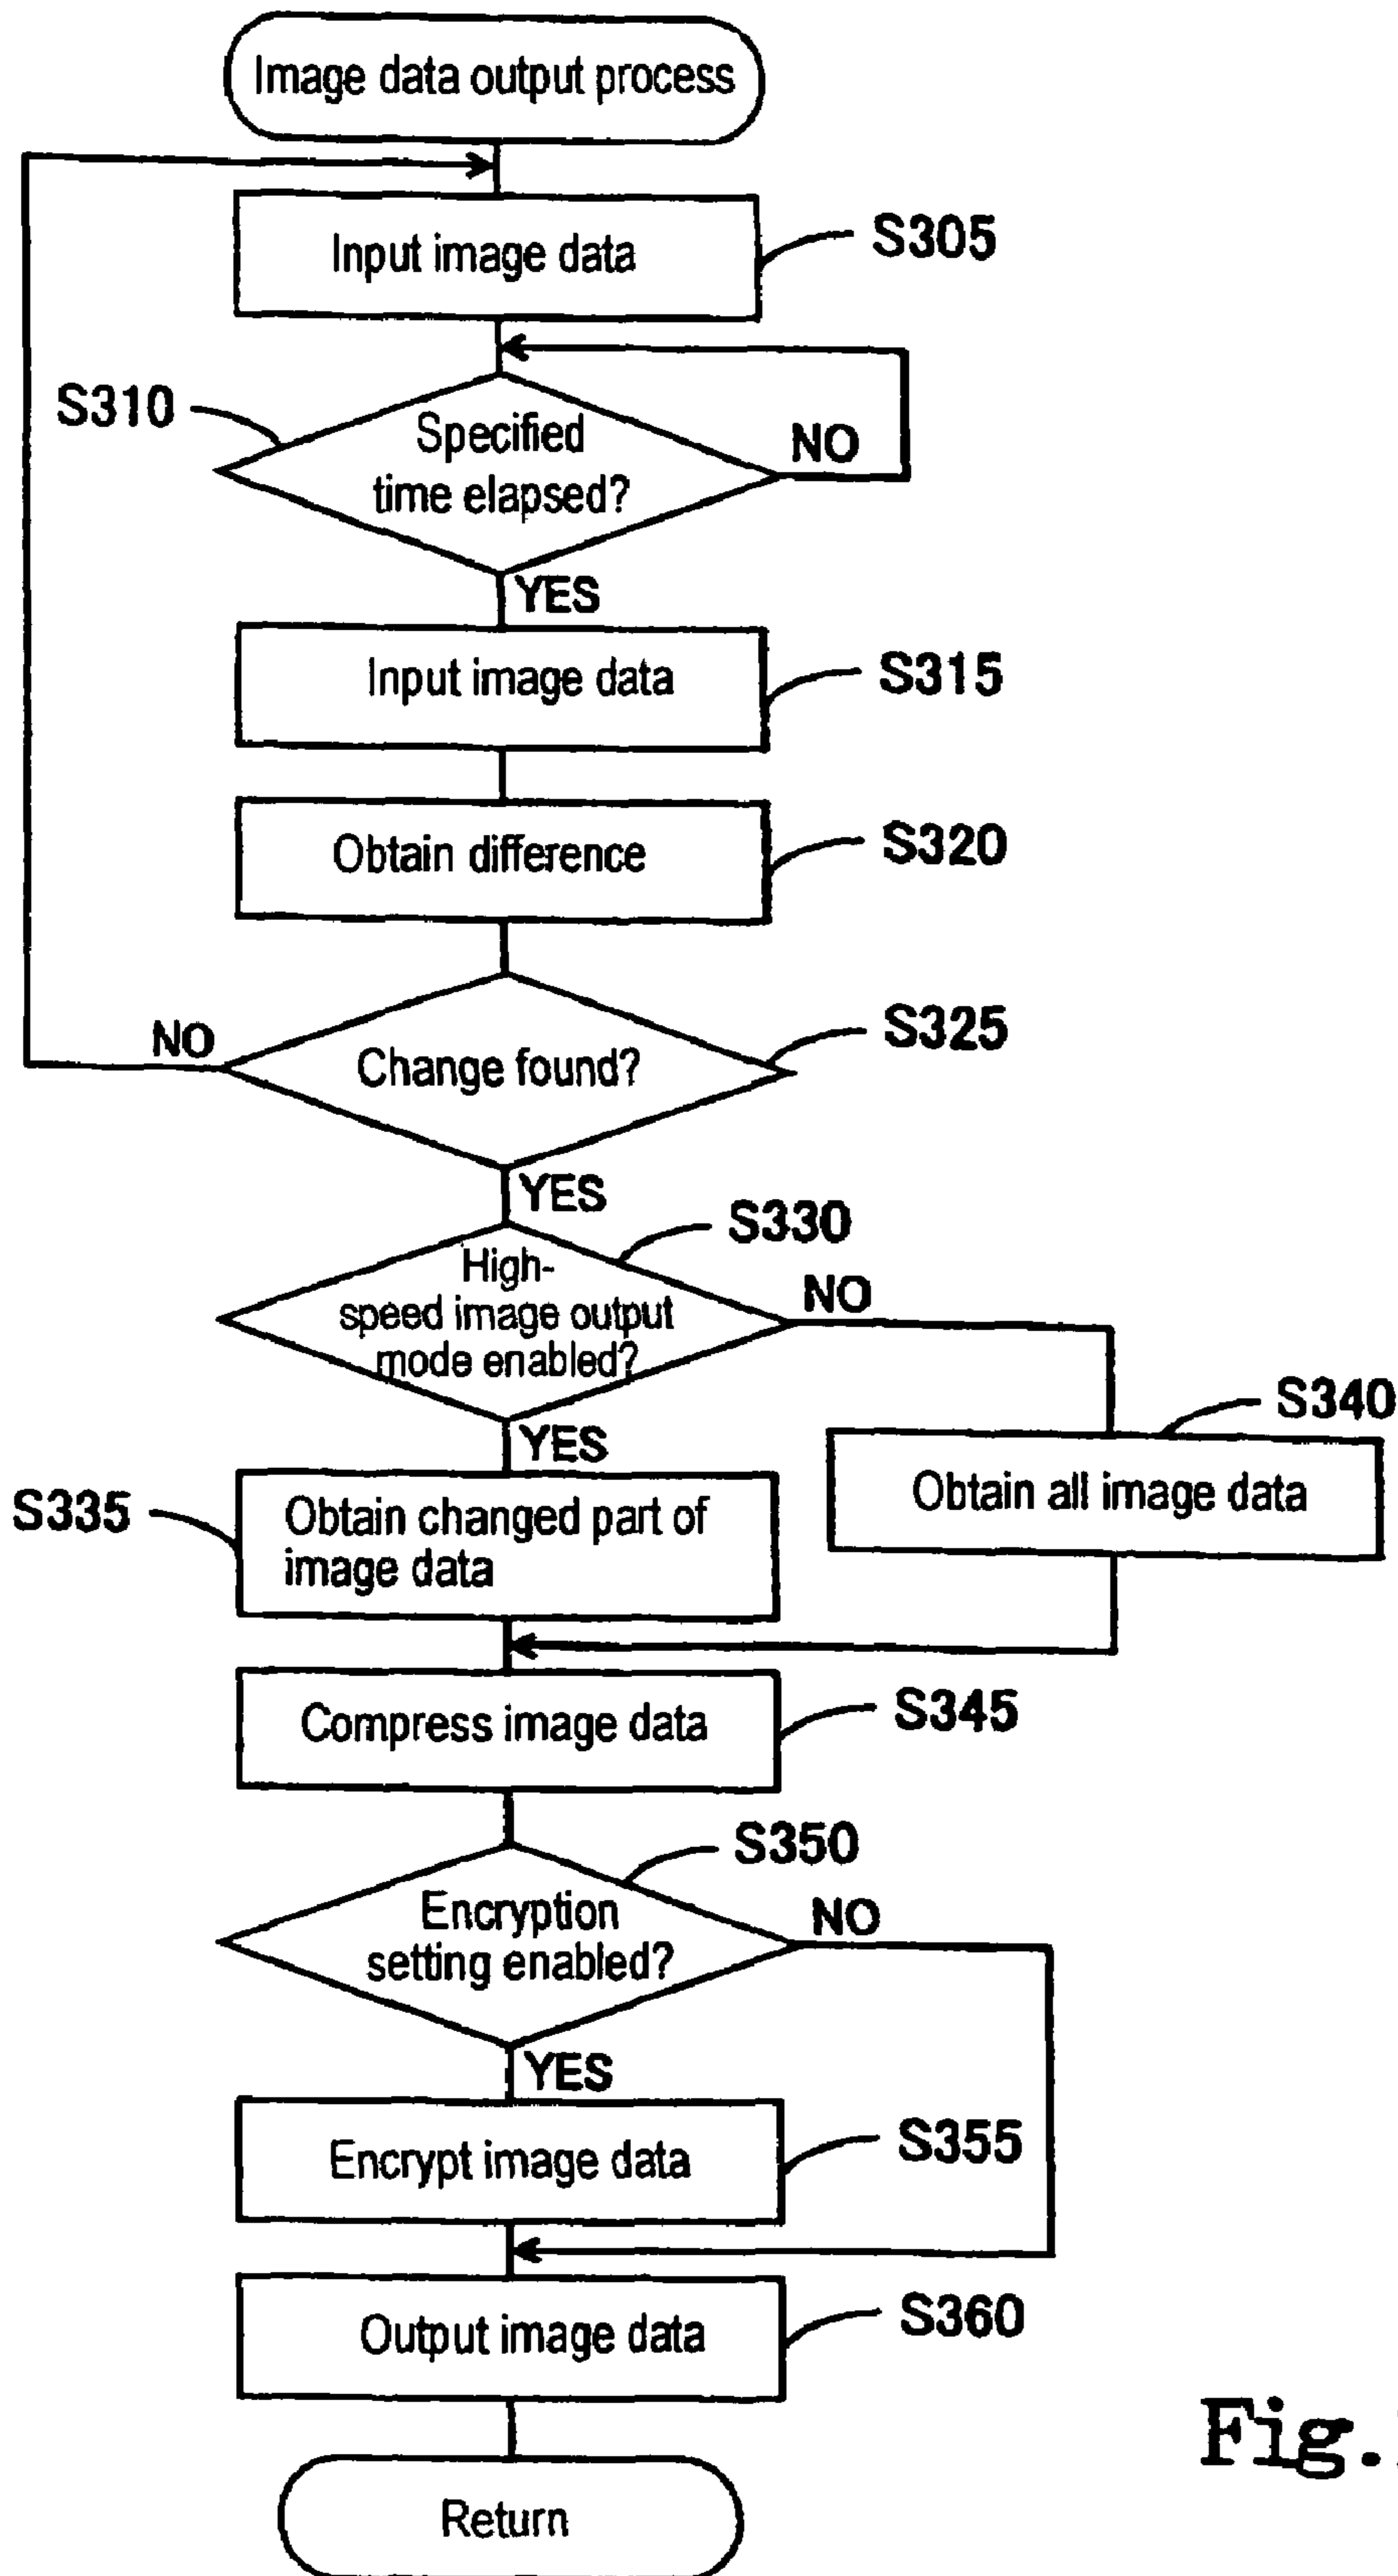 Image data output process
Input image data
S305
S310
Specified
time elapsed?
NO
YES
Input image data
S315
Obtain difference
S320
Change found?
S325
NO
YES
S330
High-
speed image output
mode enabled?
NO
YES
S340
Obtain all image data
S335
Obtain changed part of
image data
Compress image data
S345
S350
Encryption
setting enabled?
NO
YES
Encrypt image data
S355
Output image data
S360
Fig.
Return